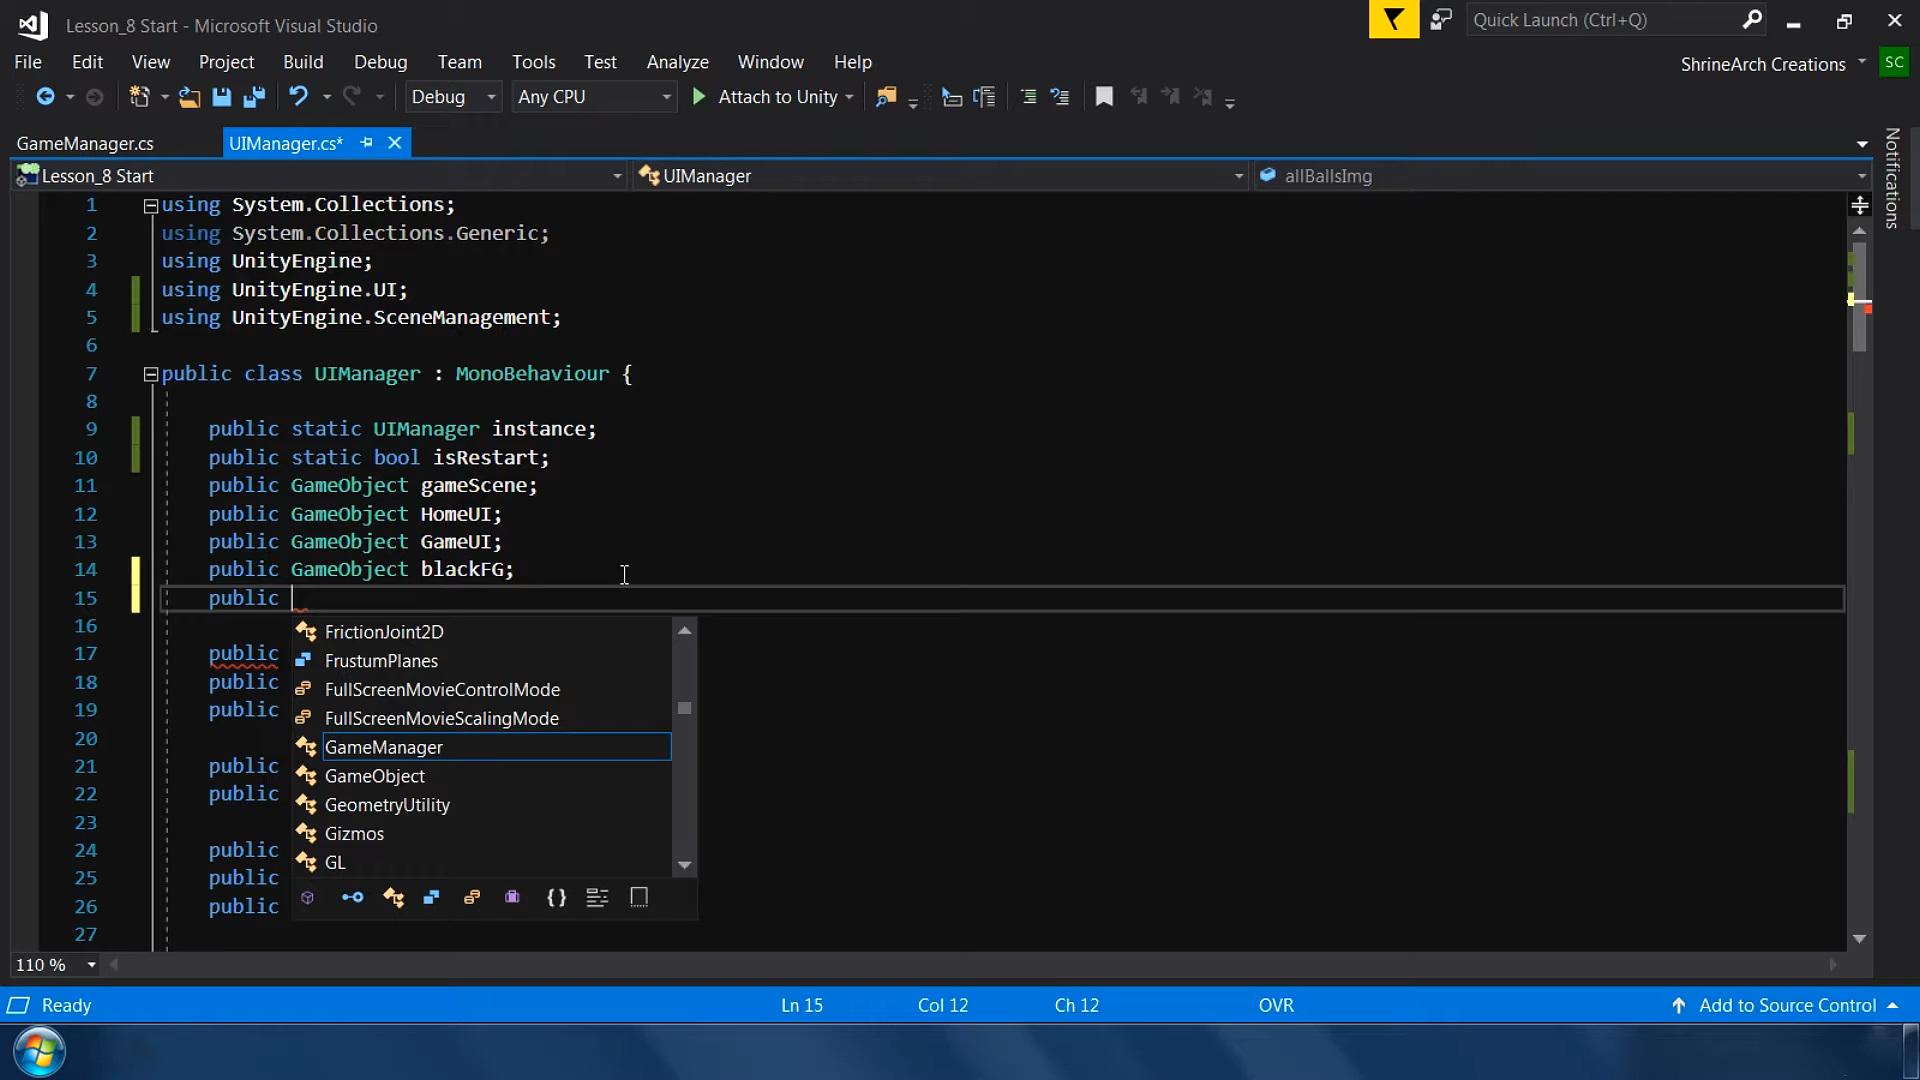 Lesson_8 Start - Microsoft Visual Studio
Quick Launch (Ctrl+Q)
File Edit View Project Build Debug Team Tools Test Analyze Window Help
ShrineArch Creations SC
Debug Any CPU Attach to Unity
GameManager.cs UIManager.cs*
Notifications
Lesson_8 Start UIManager allBallsImg
1 using System.Collections;
2 using System.Collections.Generic;
3 using UnityEngine;
4 using UnityEngine.UI;
5 using UnityEngine.SceneManagement;
6
7 public class UIManager : MonoBehaviour {
8
9 public static UIManager instance;
10 public static bool isRestart;
11 public GameObject gameScene;
12 public GameObject HomeUI;
13 public GameObject GameUI;
14 public GameObject blackFG;
15 public
16 FrictionJoint2D
17 public FrustumPlanes
18 public FullScreenMovieControlMode
19 public FullScreenMovieScalingMode
20 GameManager
21 public GameObject
22 public GeometryUtility
23 Gizmos
24 public GL
25 public
26 public {}
27
110 %
Ready Ln 15 Col 12 Ch 12 OVR Add to Source Control